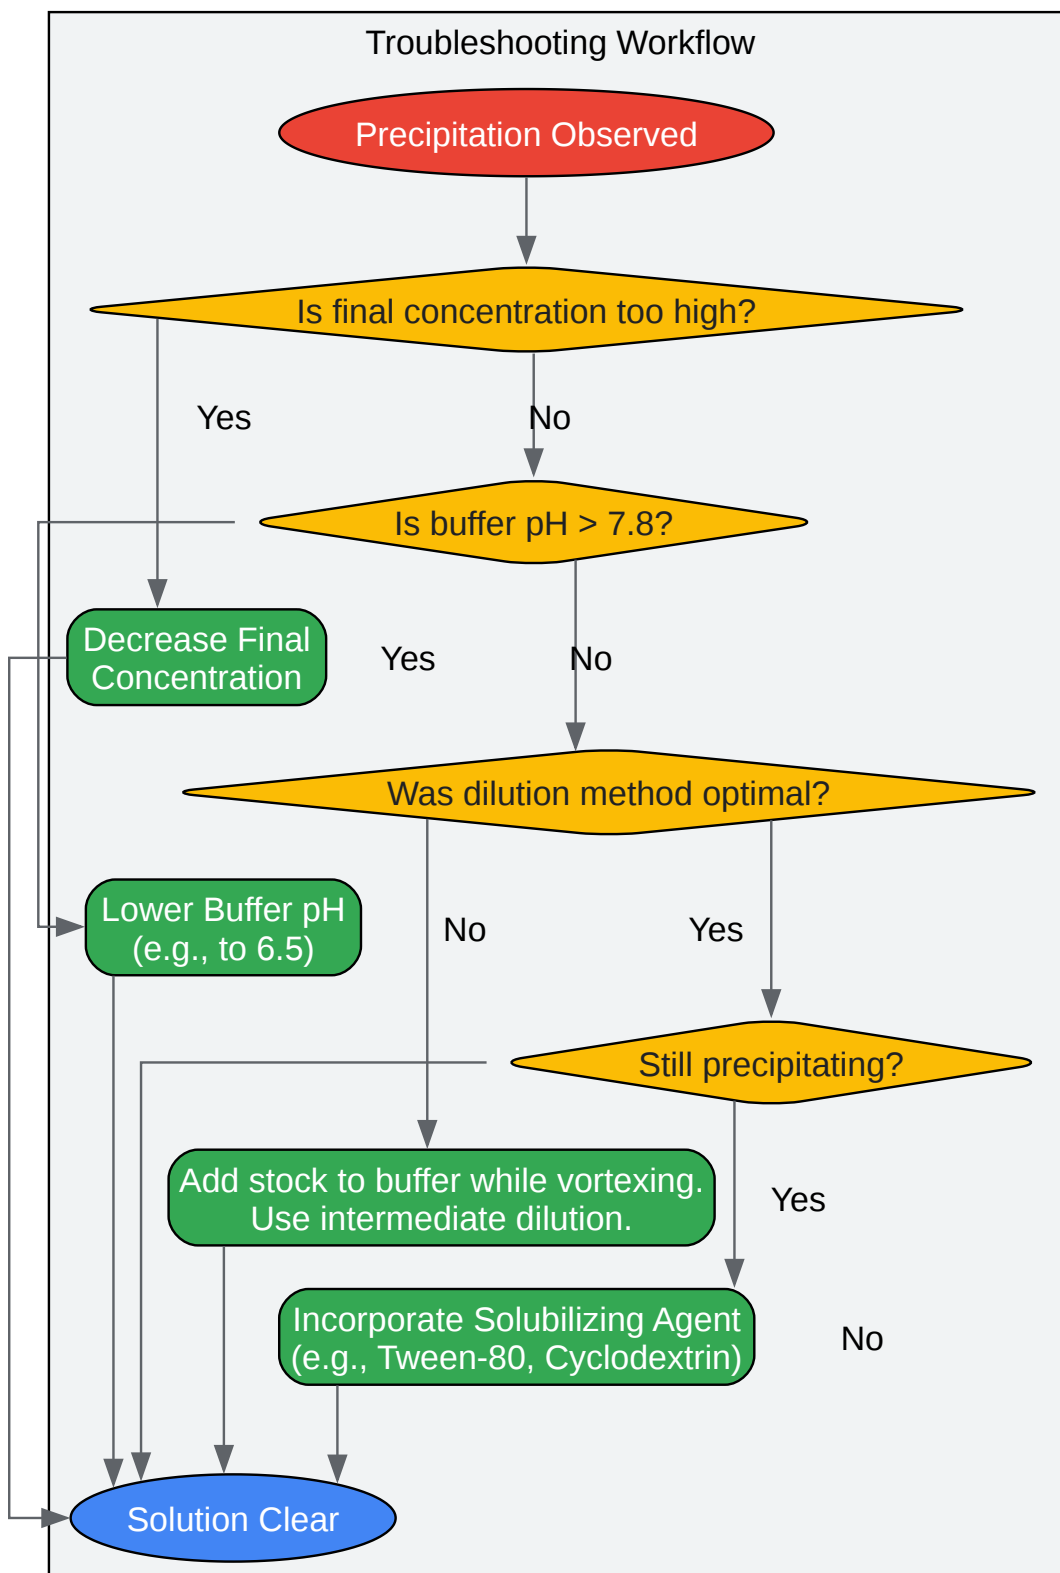 Troubleshooting Workflow
Precipitation Observed
Is final concentration too high?
Yes
No
Is buffer pH > 7.8?
Decrease Final
Concentration
Yes
No
Was dilution method optimal?
Lower Buffer pH
(e.g., to 6.5)
No
Yes
Still precipitating?
Add stock to buffer while vortexing.
Use intermediate dilution.
Yes
Incorporate Solubilizing Agent
(e.g., Tween-80, Cyclodextrin)
No
Solution Clear